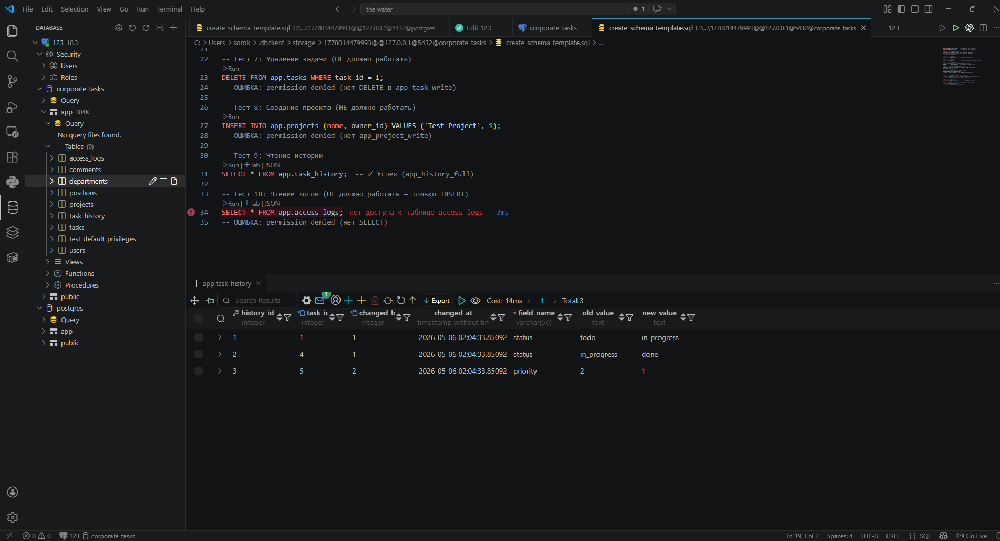 File Edit Selection View Go Run Terminal Help
the water
1
DATABASE
create-schema-template.sql C:\...\1778014479993@@127.0.0.1@5432@postgres
Edit 123
corporate_tasks
create-schema-template.sql C:\...\1778014479993@@127.0.0.1@5432@corporate_tasks
123
C: > Users > sorok > .dbclient > storage > 1778014479993@@127.0.0.1@5432@corporate_tasks > create-schema-template.sql > ...
123 18.3
Security
Users
Roles
corporate_tasks
Query
app 304K
Query
No query files found.
Tables (9)
access_logs
comments
departments
positions
projects
task_history
tasks
test_default_privileges
users
Views
Functions
Procedures
public
postgres
Query
app
public
21
22 -- Тест 7: Удаление задачи (НЕ должно работать)
Run
23 DELETE FROM app.tasks WHERE task_id = 1;
24 -- ОШИБКА: permission denied (нет DELETE в app_task_write)
25
26 -- Тест 8: Создание проекта (НЕ должно работать)
Run
27 INSERT INTO app.projects (name, owner_id) VALUES ('Test Project', 1);
28 -- ОШИБКА: permission denied (нет app_project_write)
29
30 -- Тест 9: Чтение истории
Run | Tab | JSON
31 SELECT * FROM app.task_history; -- ✓ Успех (app_history_full)
32
33 -- Тест 10: Чтение логов (НЕ должно работать — только INSERT)
Run | Tab | JSON
34 SELECT * FROM app.access_logs; нет доступа к таблице access_logs 3ms
35 -- ОШИБКА: permission denied (нет SELECT)
app.task_history
Search Results
1
Export
Cost: 14ms < 1 > Total 3
history_id task_ic changed_b changed_at * field_name old_value new_value
integer integer integer timestamp without tim varchar(50) text text
1 1 1 2026-05-06 02:04:33.85092 status todo in_progress
2 4 1 2026-05-06 02:04:33.85092 status in_progress done
3 5 2 2026-05-06 02:04:33.85092 priority 2 1
0 0 123 corporate_tasks
Ln 19, Col 2 Spaces: 4 UTF-8 CRLF { } SQL Go Live